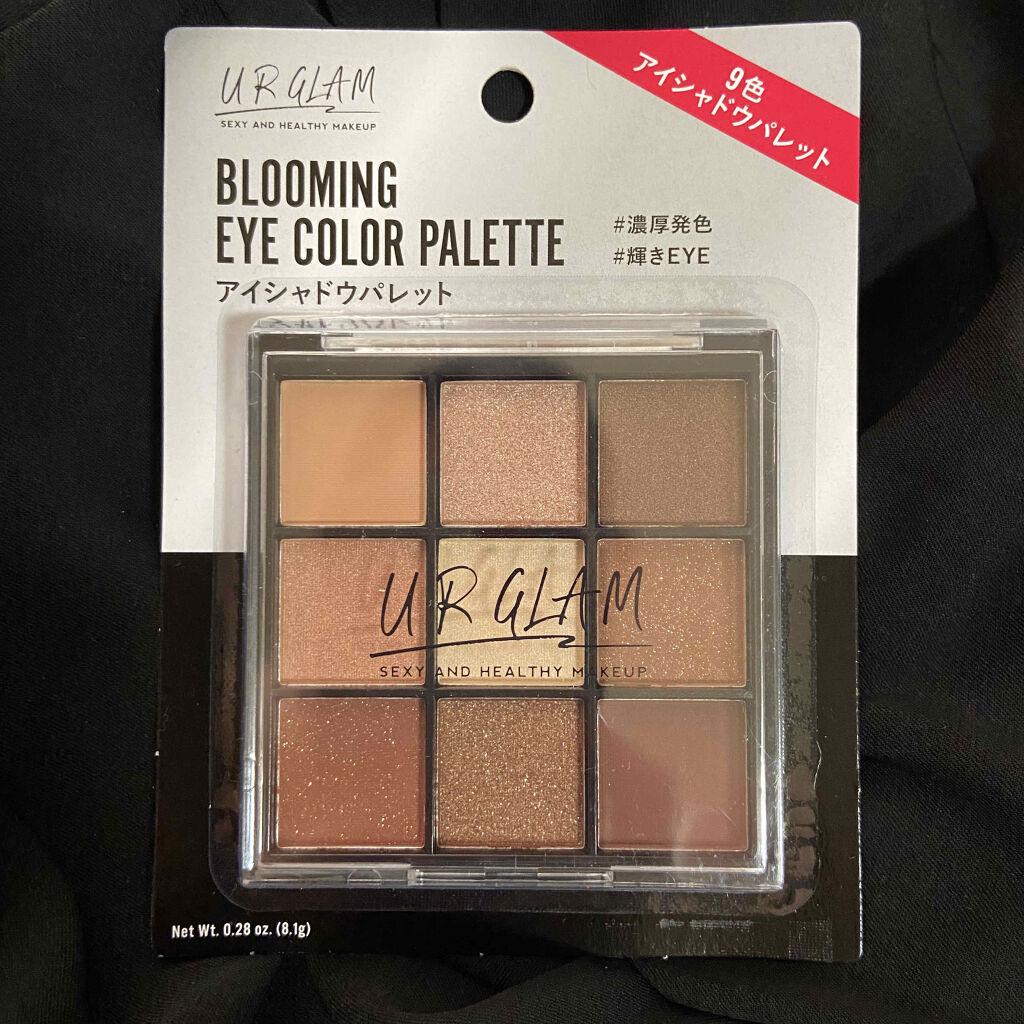 UR GLAM
SEXY AND HEALTHY MAKEUP
9色
アイシャドウパレット
BLOOMING
EYE COLOR PALETTE
#濃厚発色
#輝きEYE
アイシャドウパレット
UR GLAM
SEXY AND HEALTHY MAKEUP
Net Wt. 0.28 oz. (8.1g)